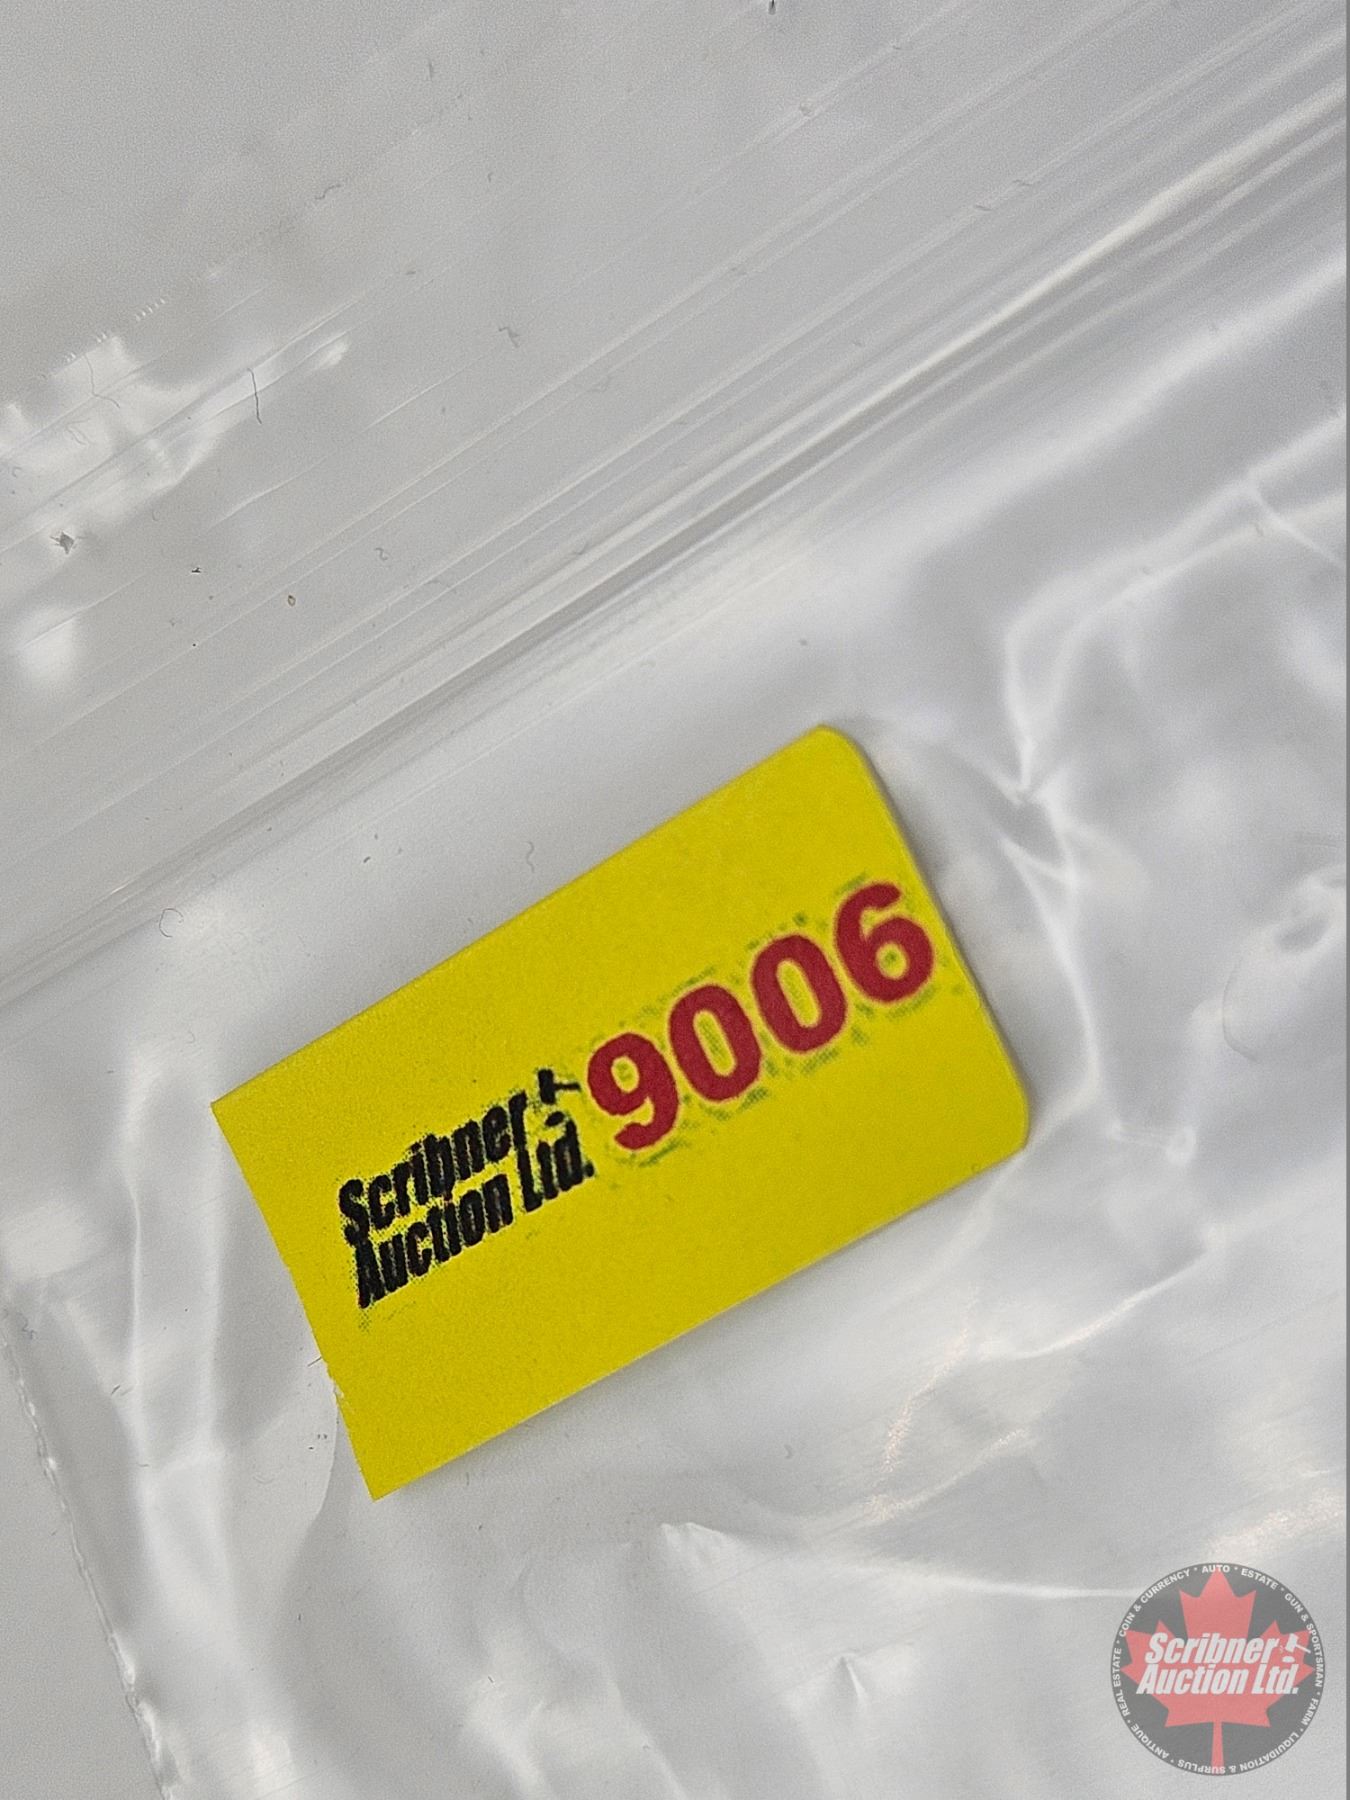 Scribner
Auction Ltd.
9006
COIN & CURRENCY • AUTO • ESTATE • GUN & SPORTSMAN • FARM • LIQUIDATION & SURPLUS • ANTIQUE • REAL ESTATE •
Scribner
Auction Ltd.